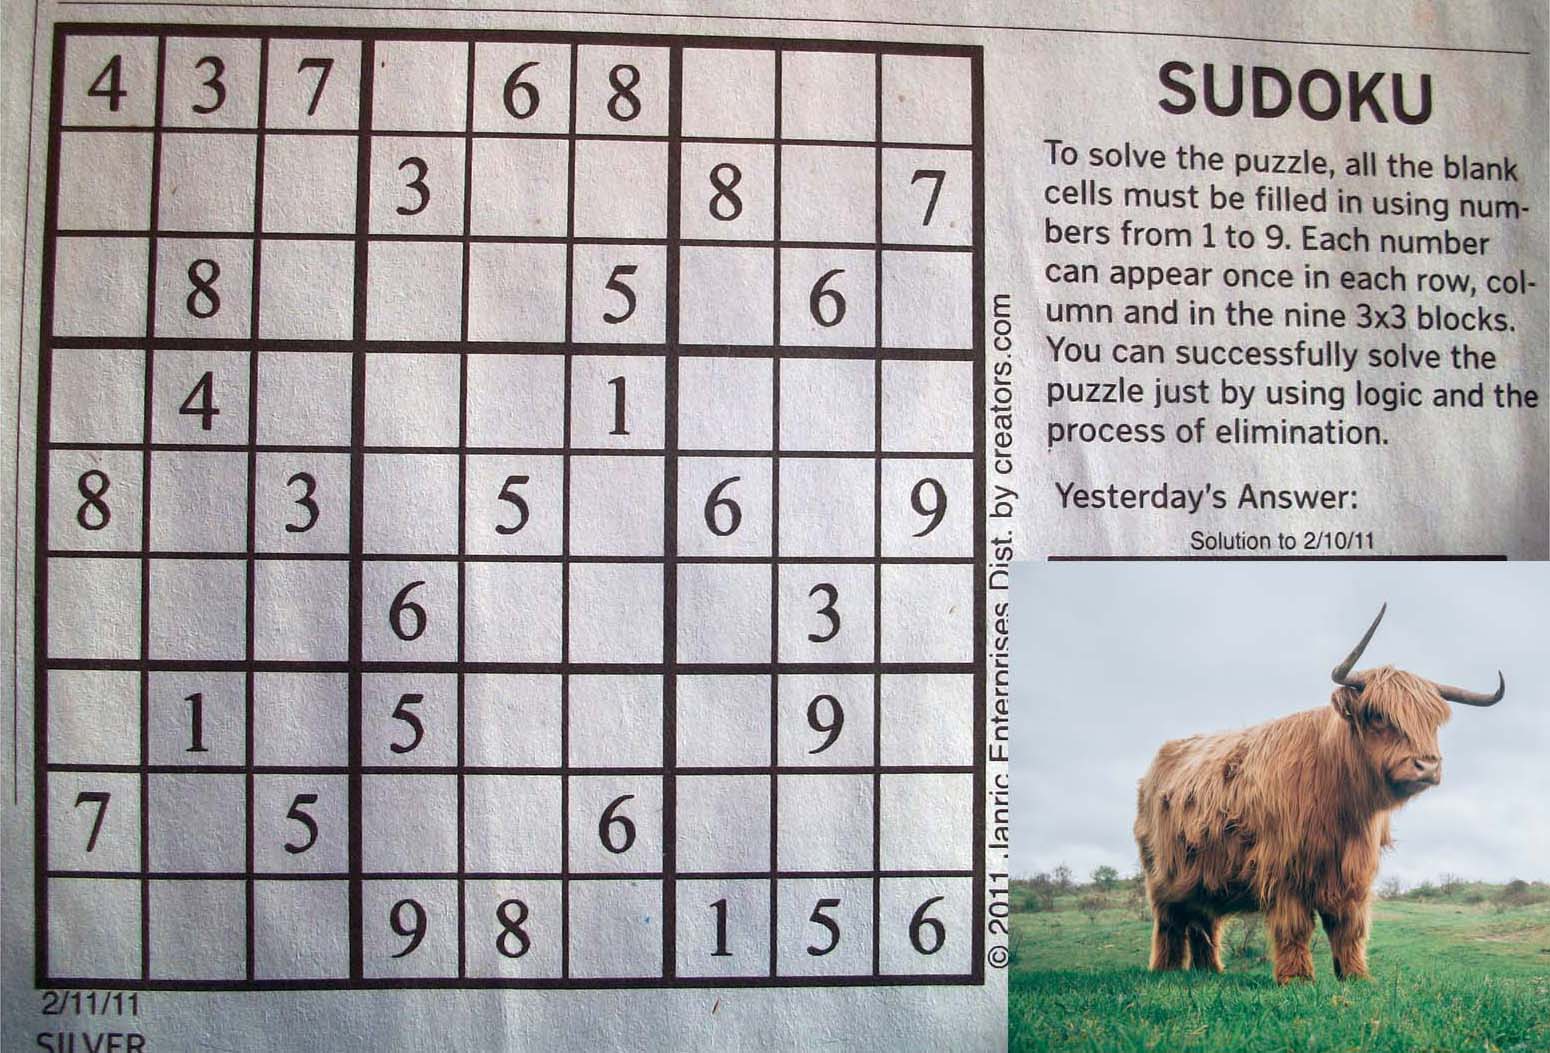 4 3 7 6 8
3 8 7
8 5 6
4 1
8 3 5 6 9
6 3
1 5 9
7 5 6
9 8 1 5 6
2/11/11
SILVER
© 2011 Janric Enterprises Dist. by creators.com
SUDOKU
To solve the puzzle, all the blank
cells must be filled in using num-
bers from 1 to 9. Each number
can appear once in each row, col-
umn and in the nine 3x3 blocks.
You can successfully solve the
puzzle just by using logic and the
process of elimination.
Yesterday's Answer:
Solution to 2/10/11